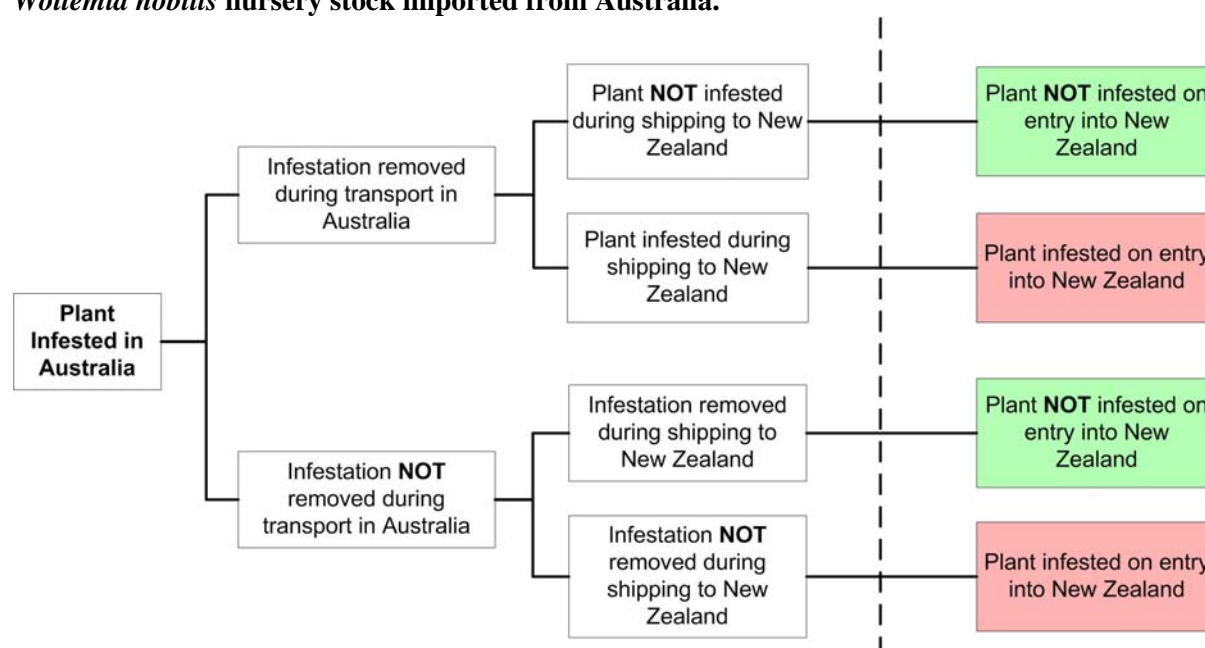 Wollemia nobilis nursery stock imported from Australia.
Plant NOT infested
during shipping to New
Zealand
Plant NOT infested on
entry into New
Zealand
Infestation removed
during transport in
Australia
Plant infested during
shipping to New
Zealand
Plant infested on entry
into New Zealand
Plant
Infested in
Australia
Infestation removed
during shipping to
New Zealand
Plant NOT infested on
entry into New
Zealand
Infestation NOT
removed during
transport in Australia
Infestation NOT
removed during
shipping to New
Zealand
Plant infested on entry
into New Zealand